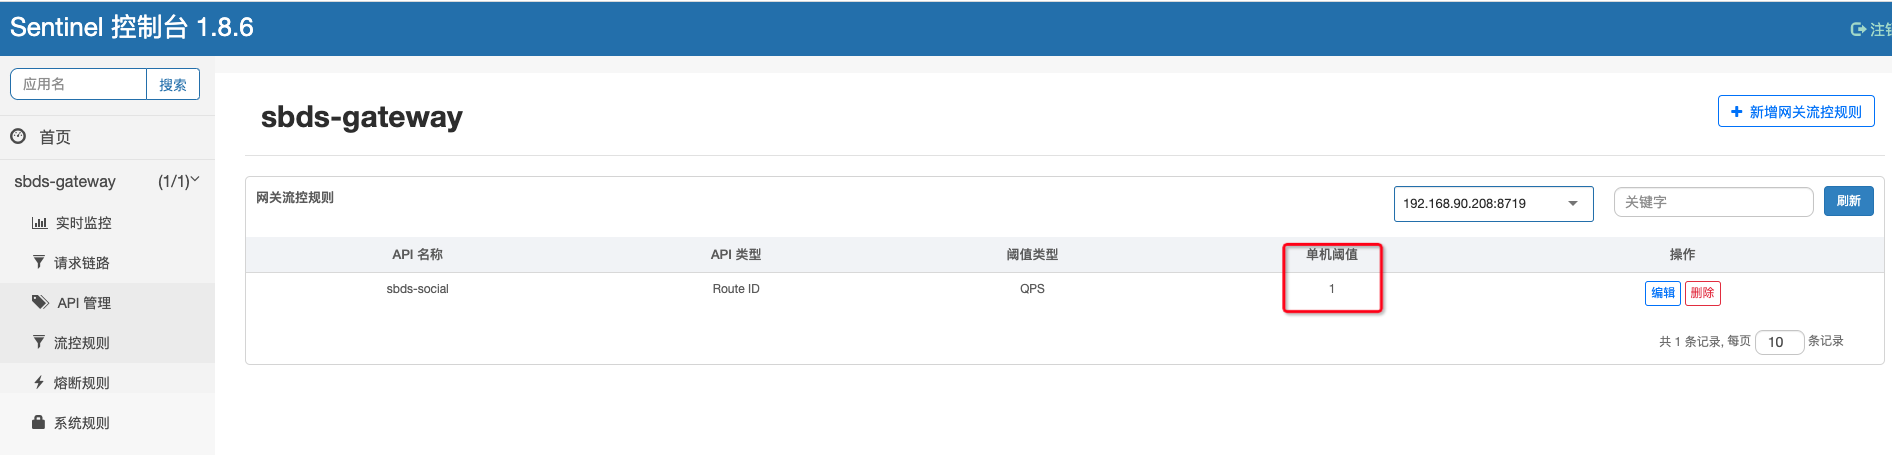 Sentinel 控制台 1.8.6
应用名
搜索
首页
sbds-gateway (1/1)
实时监控
请求链路
API 管理
流控规则
熔断规则
系统规则
sbds-gateway
新增网关流控规则
网关流控规则
192.168.90.208:8719
关键字
刷新
API 名称 API 类型 阈值类型 单机阈值 操作
sbds-social Route ID QPS 1 编辑 删除
共 1 条记录, 每页 10 条记录